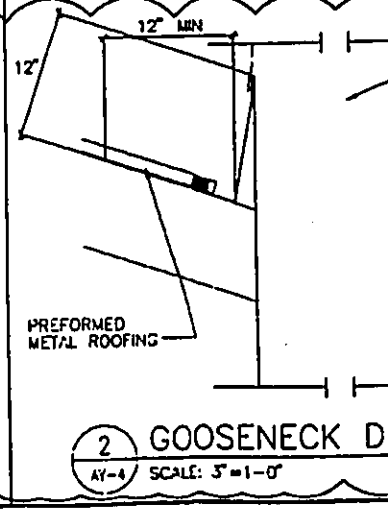 12" MIN
12"
PREFORMED
METAL ROOFING
2
AY-4
GOOSENECK D
SCALE: 3"=1-0"